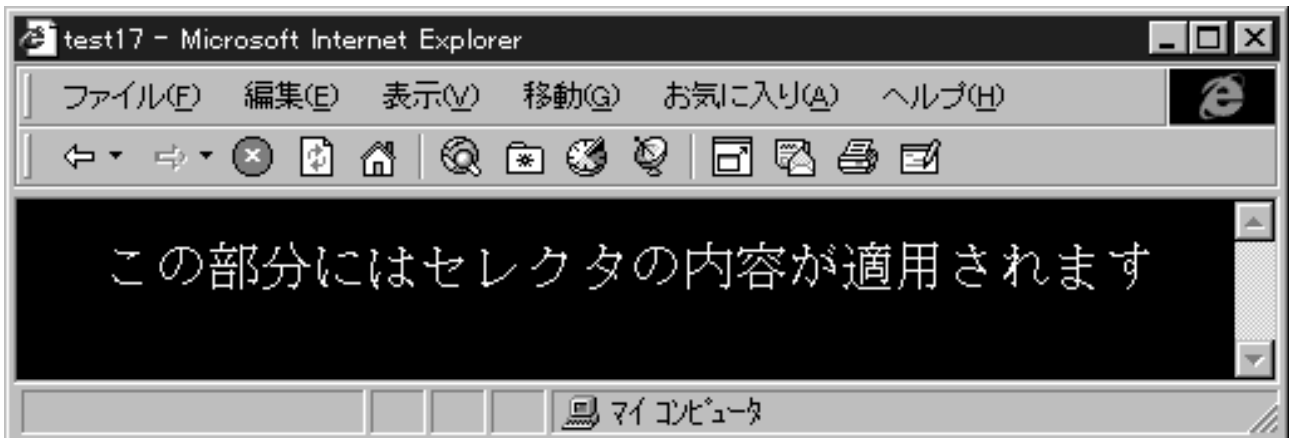 test17 - Microsoft Internet Explorer
ファイル(F) 編集(E) 表示(V) 移動(G) お気に入り(A) ヘルプ(H)
この部分にはセレクタの内容が適用されます
マイ コンピュータ